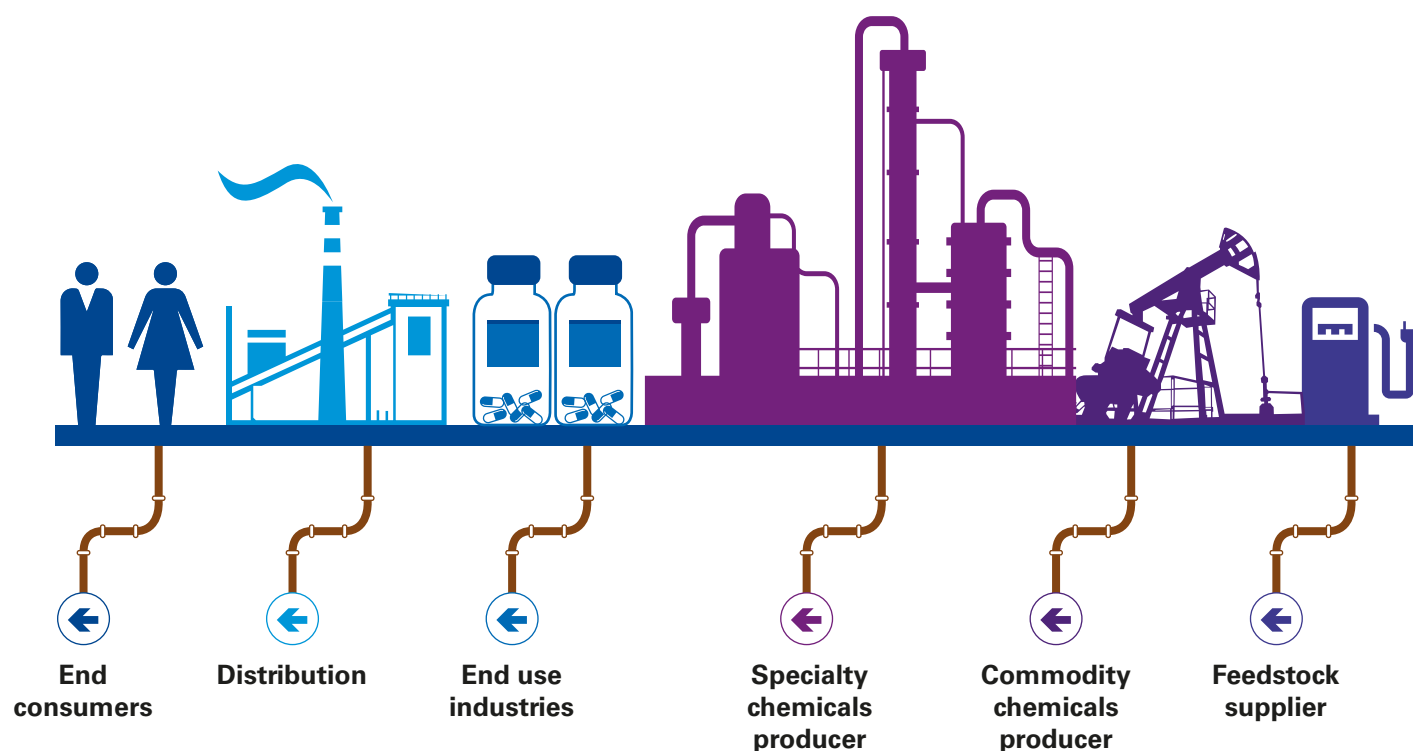 End
consumers
Distribution
End use
industries
Specialty
chemicals
producer
Commodity
chemicals
producer
Feedstock
supplier